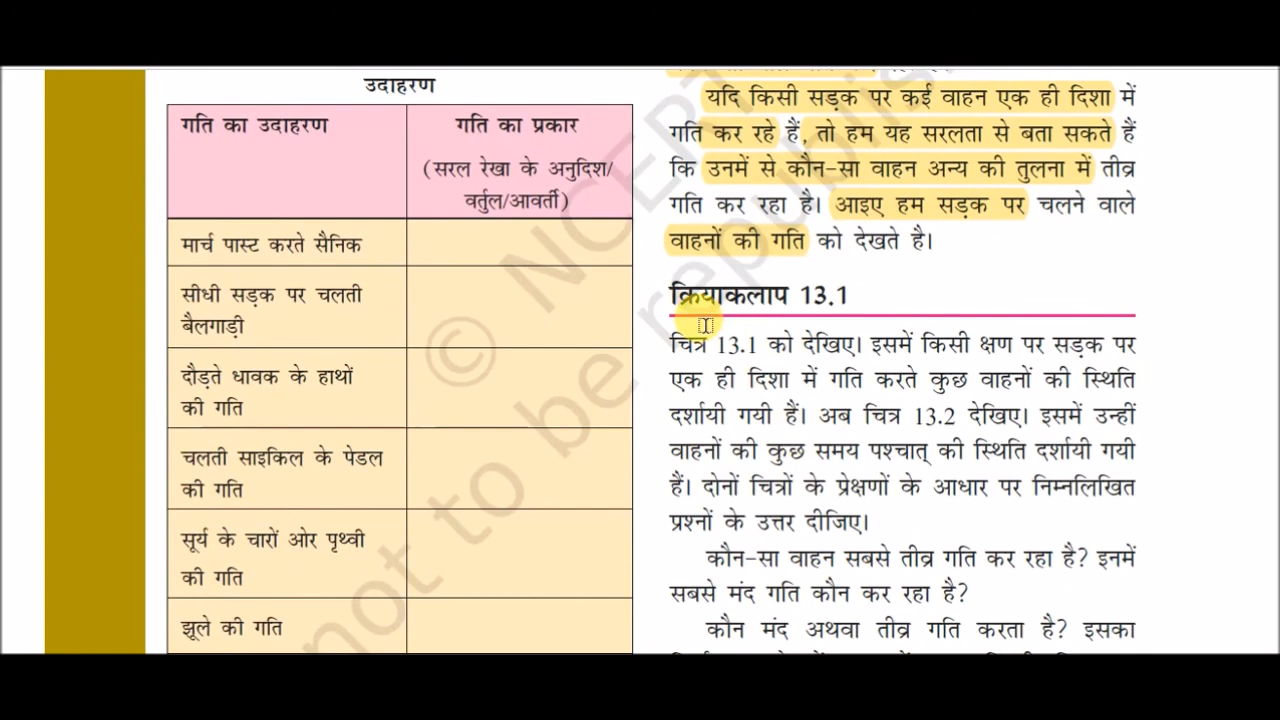 उदाहरण
गति का उदाहरण
गति का प्रकार
(सरल रेखा के अनुदिश/
वर्तुल/आवर्ती)
मार्च पास्ट करते सैनिक
सीधी सड़क पर चलती
बैलगाड़ी
दौड़ते धावक के हाथों
की गति
चलती साइकिल के पेडल
की गति
सूर्य के चारों ओर पृथ्वी
की गति
झूले की गति
यदि किसी सड़क पर कई वाहन एक ही दिशा में
गति कर रहे हैं, तो हम यह सरलता से बता सकते हैं
कि उनमें से कौन-सा वाहन अन्य की तुलना में तीव्र
गति कर रहा है। आइए हम सड़क पर चलने वाले
वाहनों की गति को देखते है।
क्रियाकलाप 13.1
चित्र 13.1 को देखिए। इसमें किसी क्षण पर सड़क पर
एक ही दिशा में गति करते कुछ वाहनों की स्थिति
दर्शायी गयी हैं। अब चित्र 13.2 देखिए। इसमें उन्हीं
वाहनों की कुछ समय पश्चात् की स्थिति दर्शायी गयी
हैं। दोनों चित्रों के प्रेक्षणों के आधार पर निम्नलिखित
प्रश्नों के उत्तर दीजिए।
कौन-सा वाहन सबसे तीव्र गति कर रहा है? इनमें
सबसे मंद गति कौन कर रहा है?
कौन मंद अथवा तीव्र गति करता है? इसका
© NCERT
not to be republis